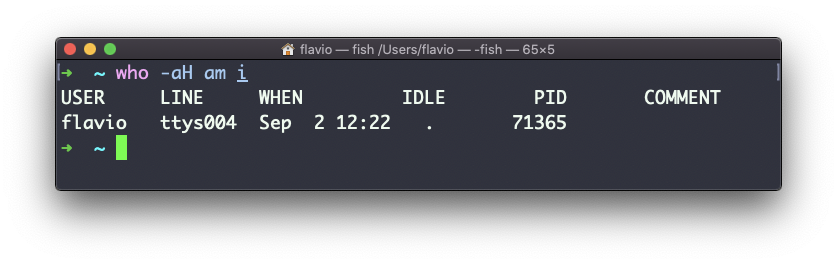 flavio — fish /Users/flavio — -fish — 65×5
➜ ~ who -aH am i
USER LINE WHEN IDLE PID COMMENT
flavio ttys004 Sep 2 12:22 . 71365
➜ ~